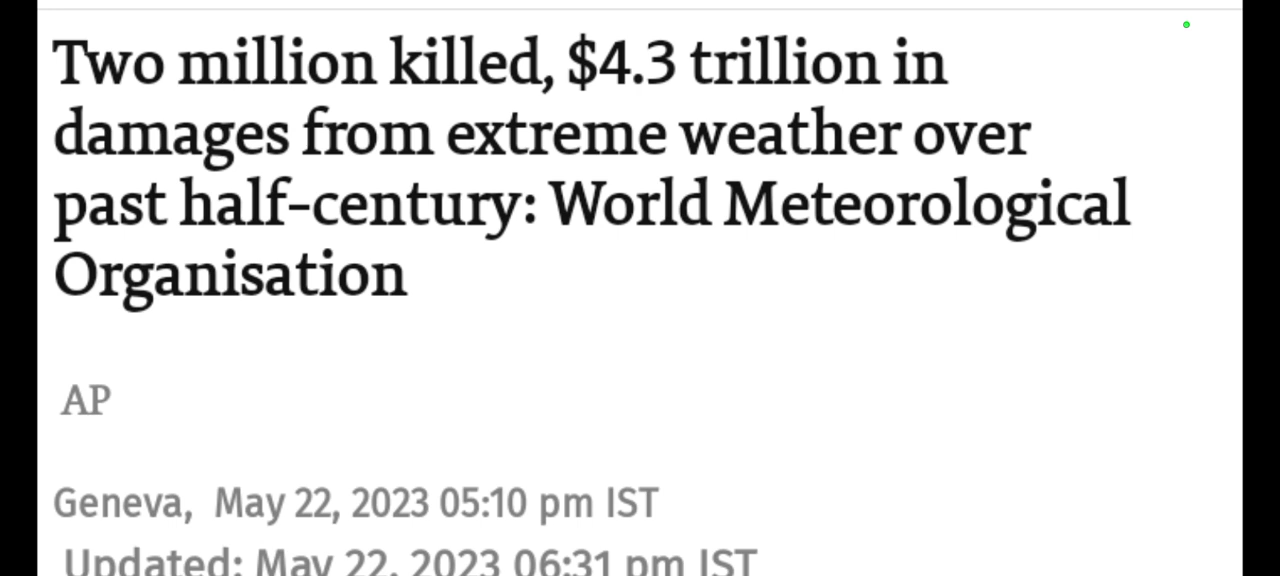 Two million killed, $4.3 trillion in
damages from extreme weather over
past half-century: World Meteorological
Organisation
AP
Geneva, May 22, 2023 05:10 pm IST
Updated: May 22, 2023 06:31 pm IST